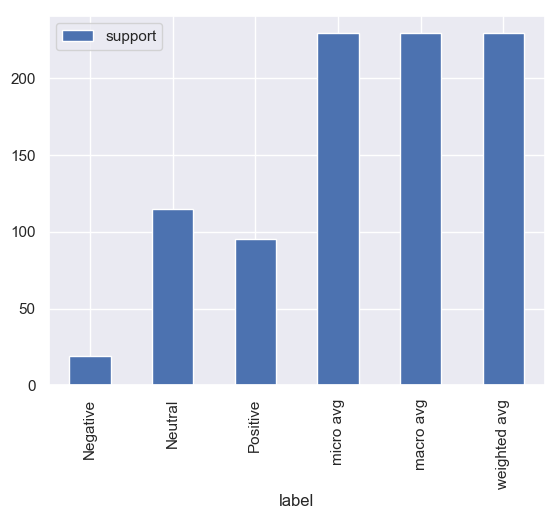 support
200
150
100
50
0
Negative
Neutral
Positive
micro avg
macro avg
weighted avg
label